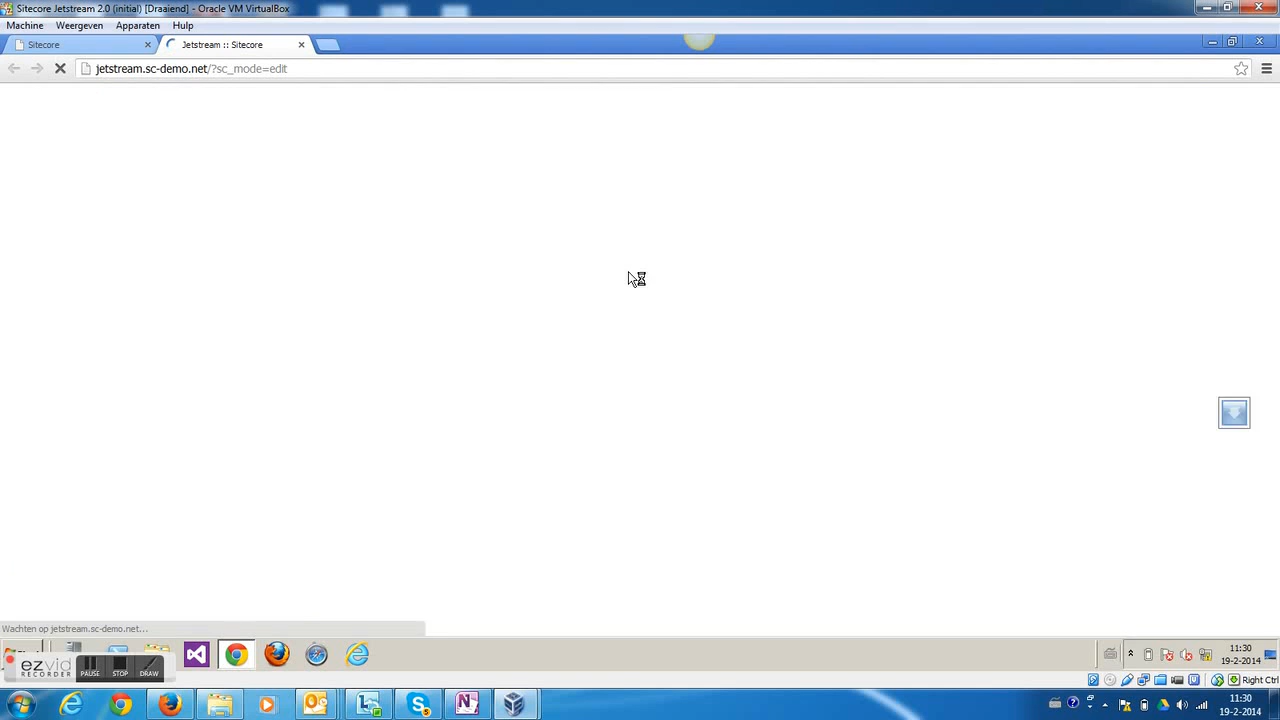 Sitecore Jetstream 2.0 (initial) [Draaiend] - Oracle VM VirtualBox
Machine Weergeven Apparaten Hulp
Sitecore Jetstream :: Sitecore
jetstream.sc-demo.net/?sc_mode=edit
Wachten op jetstream.sc-demo.net...
11:30
19-2-2014
ezvid
RECORDER
PAUSE STOP DRAW
Right Ctrl
11:30
19-2-2014